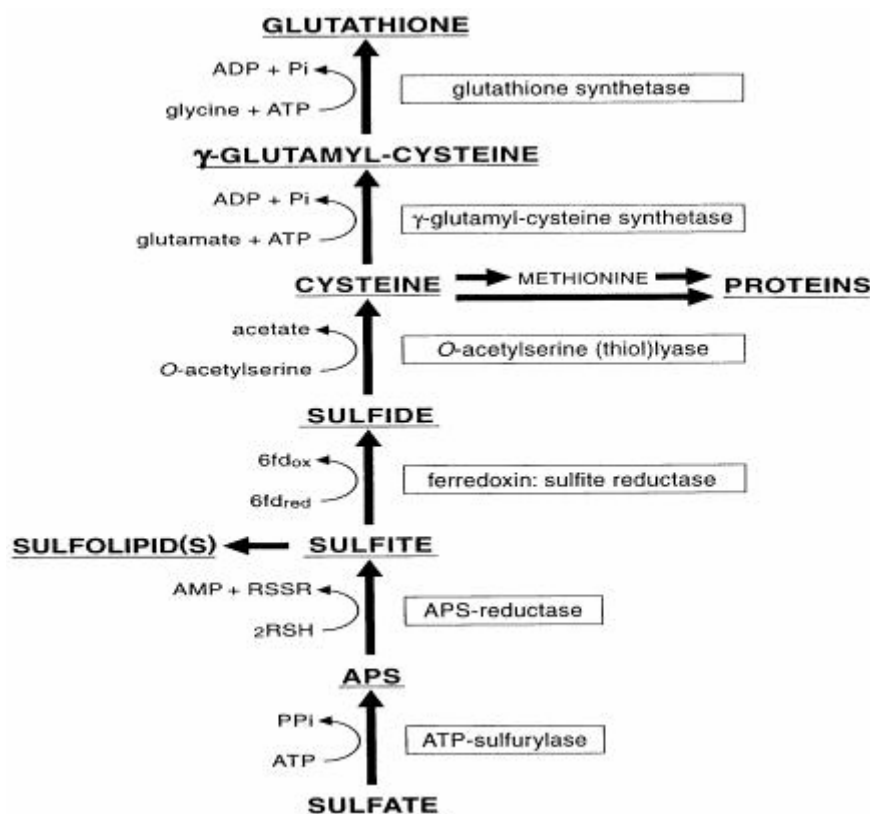 GLUTATHIONE
ADP + Pi
glutathione synthetase
glycine + ATP
γ-GLUTAMYL-CYSTEINE
ADP + Pi
γ-glutamyl-cysteine synthetase
glutamate + ATP
CYSTEINE METHIONINE PROTEINS
acetate
O-acetylserine (thiol)lyase
O-acetylserine
SULFIDE
6fdox
ferredoxin: sulfite reductase
6fdred
SULFOLIPID(S) SULFITE
AMP + RSSR
APS-reductase
2RSH
APS
PPi
ATP-sulfurylase
ATP
SULFATE